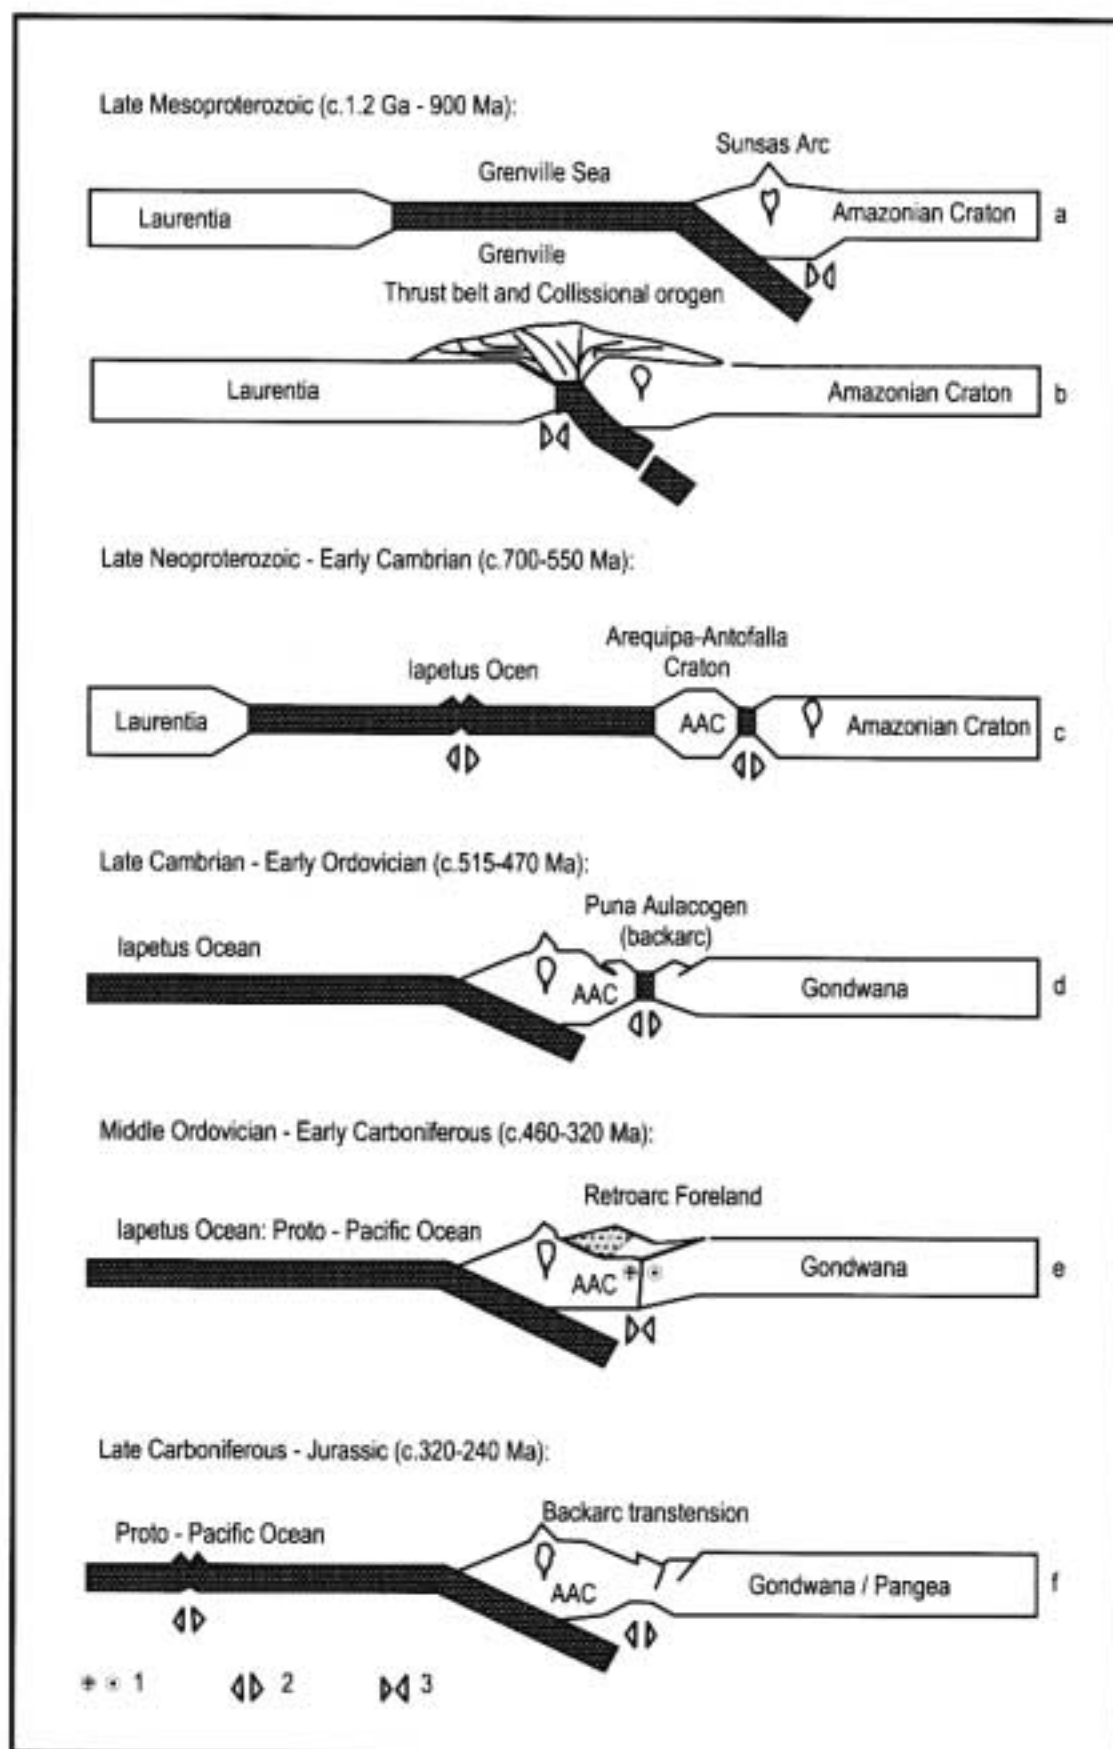 Late Mesoproterozoic (c.1.2 Ga - 900 Ma):
Sunsas Arc
Grenville Sea
Laurentia
Amazonian Craton
a
Grenville
Thrust belt and Collissional orogen
Laurentia
Amazonian Craton
b
Late Neoproterozoic - Early Cambrian (c.700-550 Ma):
Arequipa-Antofalla
Craton
Iapetus Ocen
Laurentia
AAC
Amazonian Craton
c
Late Cambrian - Early Ordovician (c.515-470 Ma):
Puna Aulacogen
(backarc)
Iapetus Ocean
AAC
Gondwana
d
Middle Ordovician - Early Carboniferous (c.460-320 Ma):
Retroarc Foreland
Iapetus Ocean: Proto - Pacific Ocean
AAC
Gondwana
e
Late Carboniferous - Jurassic (c.320-240 Ma):
Backarc transtension
Proto - Pacific Ocean
AAC
Gondwana / Pangea
f
1
2
3